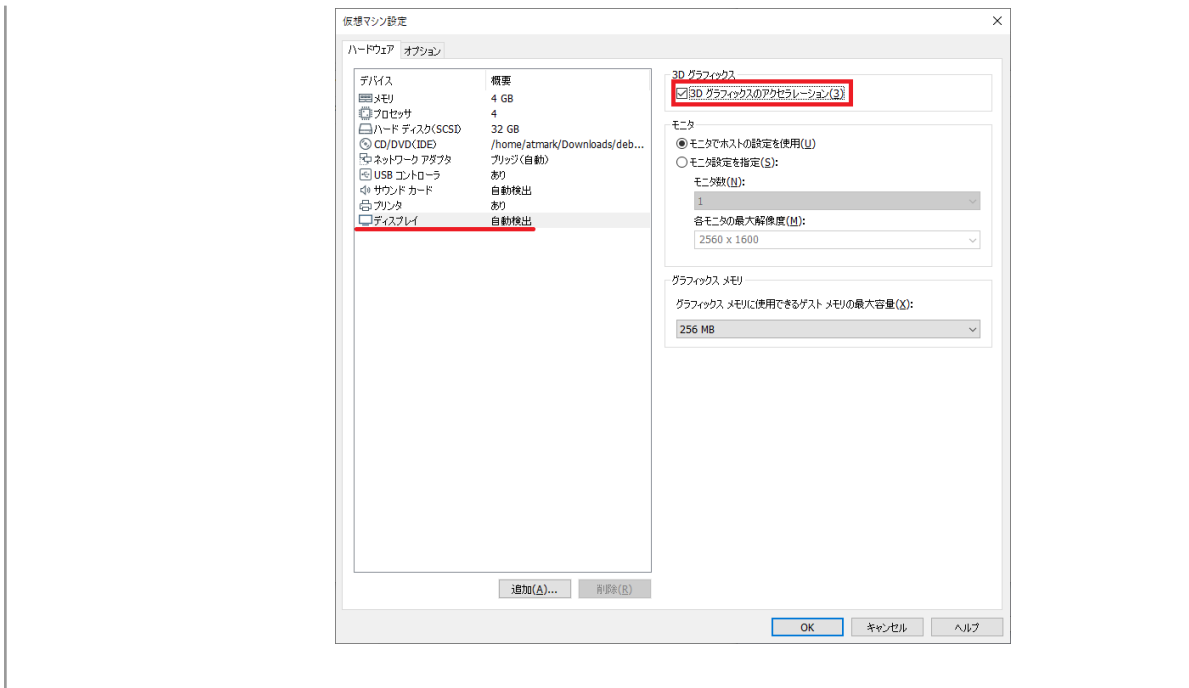 仮想マシン設定
ハードウェア オプション
デバイス 概要
メモリ 4 GB
プロセッサ 4
ハード ディスク(SCSI) 32 GB
CD/DVD(IDE) /home/atmark/Downloads/deb...
ネットワーク アダプタ ブリッジ(自動)
USB コントローラ あり
サウンド カード 自動検出
プリンタ あり
ディスプレイ 自動検出
追加(A)... 削除(R)
3D グラフィックス
3D グラフィックスのアクセラレーション(3)
モニタ
モニタでホストの設定を使用(U)
モニタ設定を指定(S):
モニタ数(N):
1
各モニタの最大解像度(M):
2560 x 1600
グラフィックス メモリ
グラフィックス メモリに使用できるゲスト メモリの最大容量(X):
256 MB
OK キャンセル ヘルプ